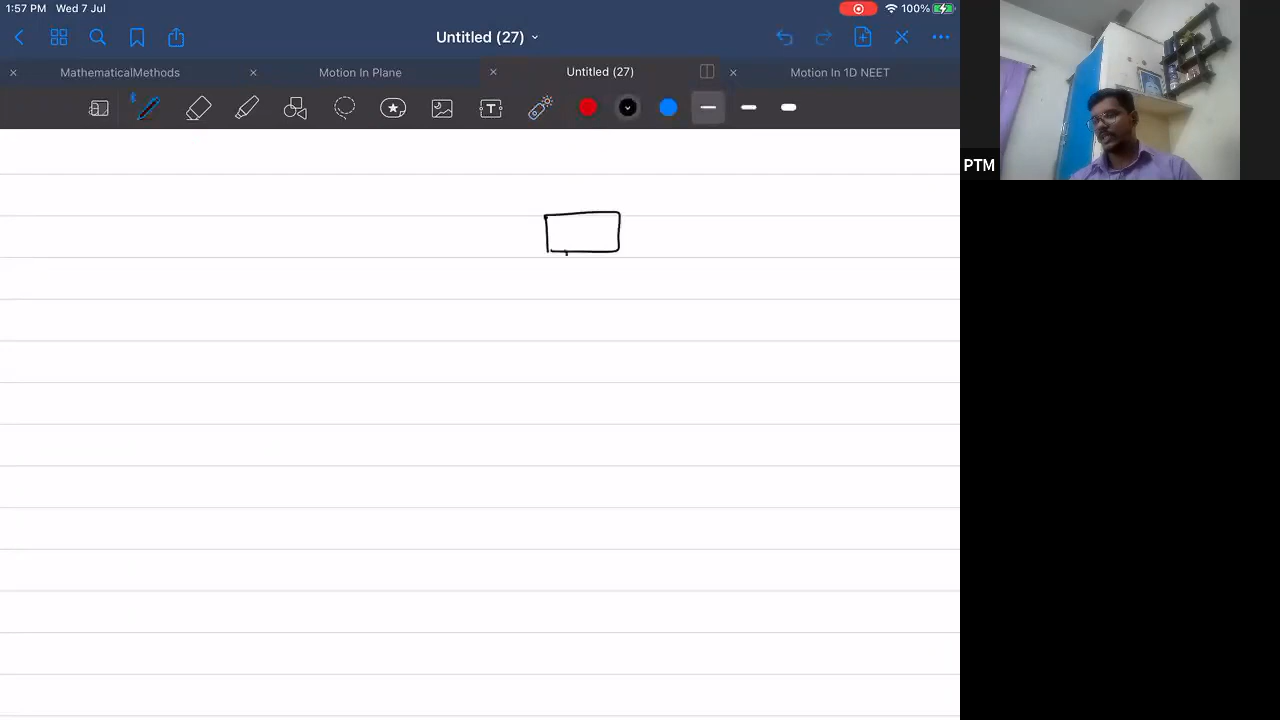 1:57 PM Wed 7 Jul
100%
Untitled (27)
MathematicalMethods
Motion In Plane
Untitled (27)
Motion In 1D NEET
T
PTM